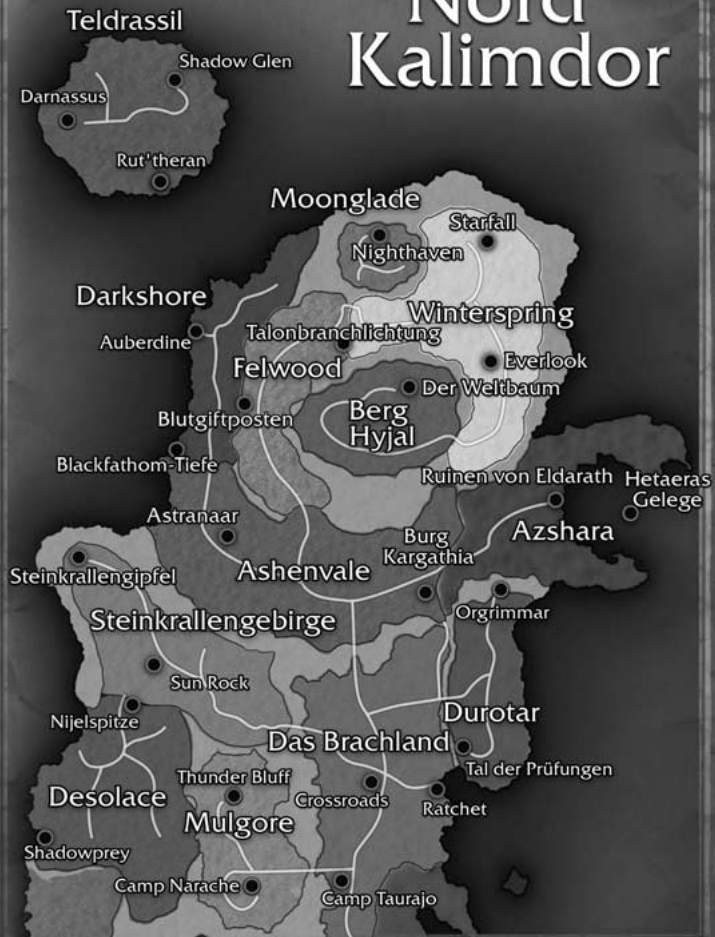 Nord
Kalimdor
Teldrassil
Shadow Glen
Darnassus
Rut'theran
Moonglade
Starfall
Nighthaven
Darkshore
Winterspring
Auberdine
Talonbranchlichtung
Felwood
Everlook
Der Weltbaum
Blutgiftposten
Berg
Hyjal
Blackfathom-Tiefe
Ruinen von Eldarath
Hetaeras
Gelege
Astranaar
Azshara
Burg
Kargathia
Steinkrallengipfel
Ashenvale
Orgrimmar
Steinkrallengebirge
Sun Rock
Nijelspitze
Durotar
Das Brachland
Tal der Prüfungen
Thunder Bluff
Desolace
Crossroads
Ratchet
Mulgore
Shadowprey
Camp Narache
Camp Taurajo